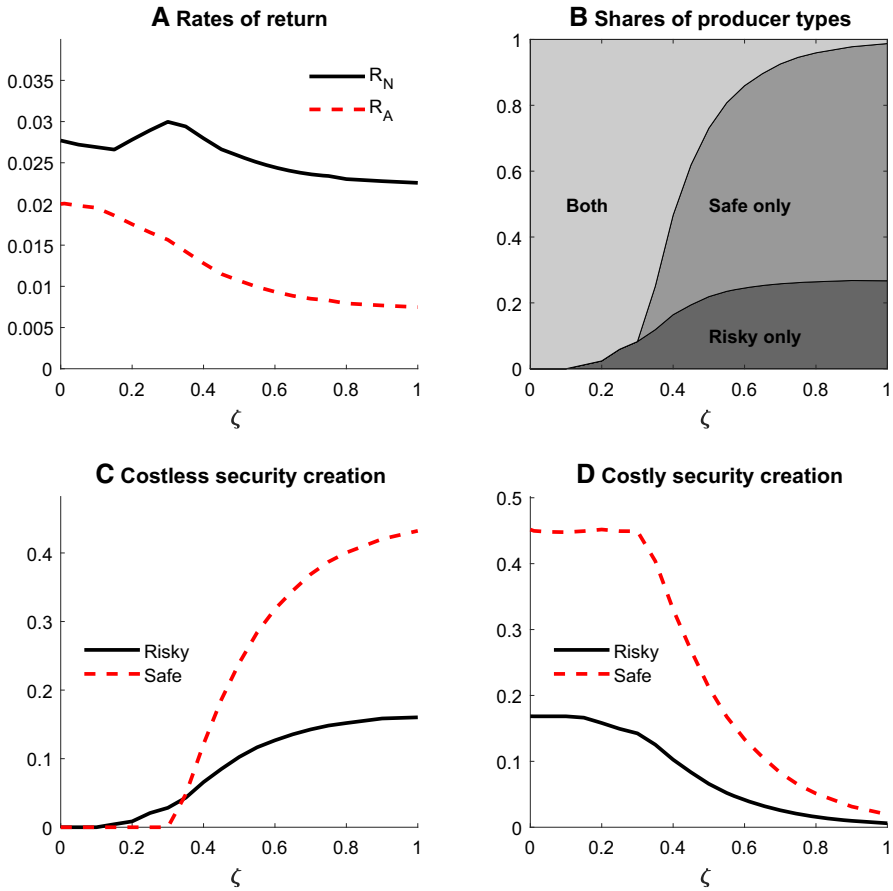 A Rates of return
0.035
0.03
0.025
0.02
0.015
0.01
0.005
0
R_N
R_A
0 0.2 0.4 0.6 0.8 1
ζ
B Shares of producer types
1
0.8
0.6
0.4
0.2
0
Both
Safe only
Risky only
0 0.2 0.4 0.6 0.8 1
ζ
C Costless security creation
0.4
0.3
0.2
0.1
0
Risky
Safe
0 0.2 0.4 0.6 0.8 1
ζ
D Costly security creation
0.5
0.4
0.3
0.2
0.1
0
Risky
Safe
0 0.2 0.4 0.6 0.8 1
ζ